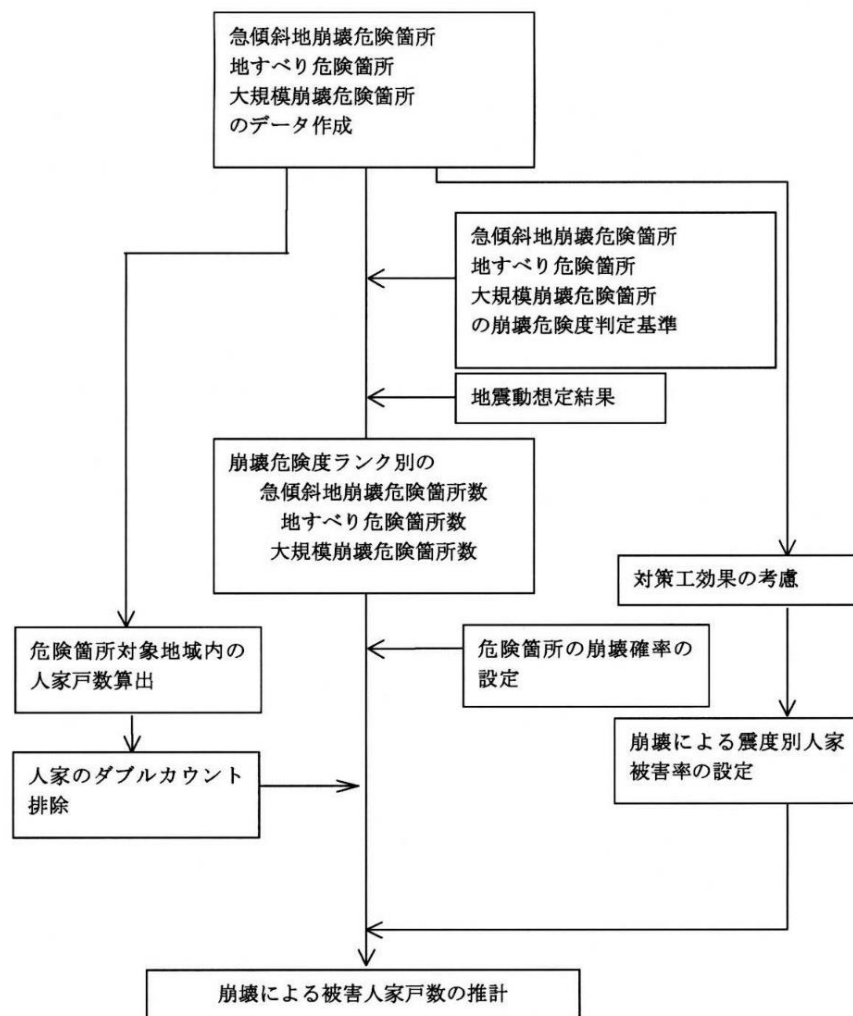 急傾斜地崩壊危険箇所
地すべり危険箇所
大規模崩壊危険箇所
のデータ作成
急傾斜地崩壊危険箇所
地すべり危険箇所
大規模崩壊危険箇所
の崩壊危険度判定基準
地震動想定結果
崩壊危険度ランク別の
急傾斜地崩壊危険箇所数
地すべり危険箇所数
大規模崩壊危険箇所数
対策工効果の考慮
危険箇所対象地域内の
人家戸数算出
危険箇所の崩壊確率の
設定
人家のダブルカウント
排除
崩壊による震度別人家
被害率の設定
崩壊による被害人家戸数の推計